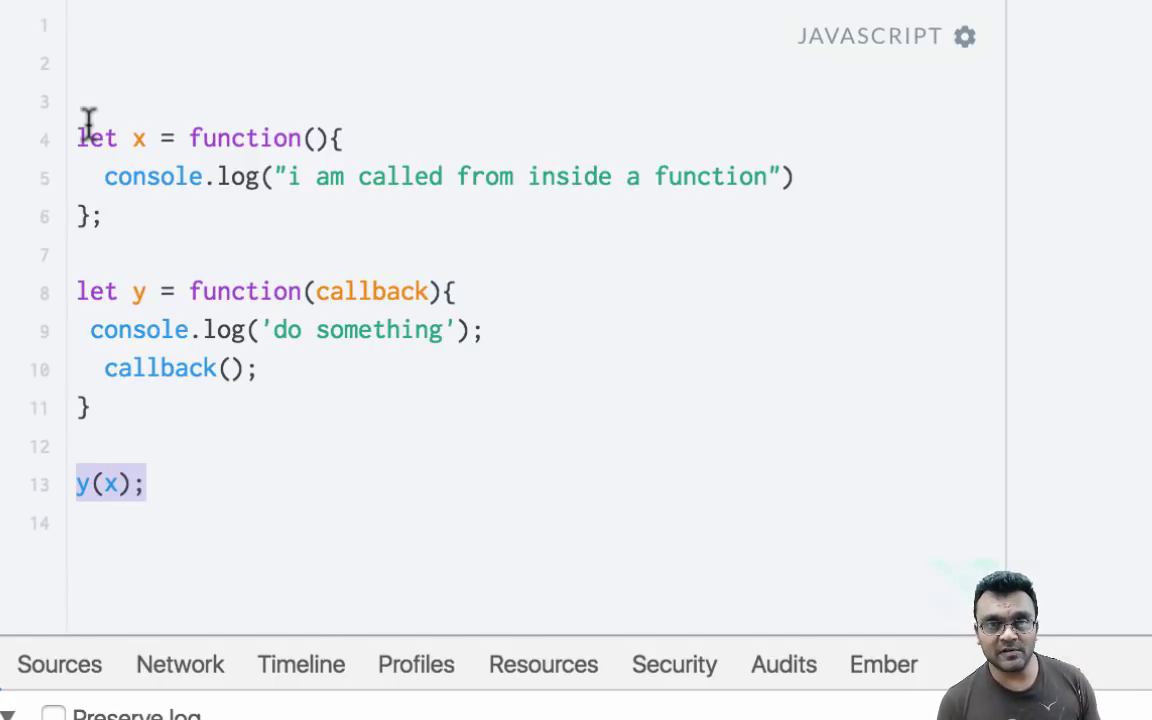 1
JAVASCRIPT
2
3
4 let x = function(){
5 console.log("i am called from inside a function")
6 };
7
8 let y = function(callback){
9 console.log('do something');
10 callback();
11 }
12
13 y(x);
14
Sources Network Timeline Profiles Resources Security Audits Ember
Preserve log